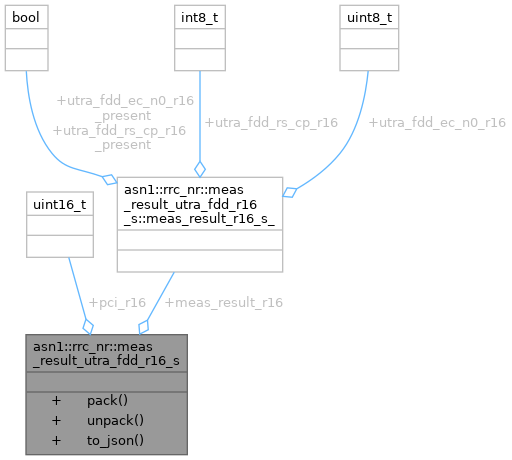 bool
int8_t
uint8_t
+utra_fdd_ec_n0_r16
_present
+utra_fdd_rs_cp_r16
_present
+utra_fdd_rs_cp_r16
+utra_fdd_ec_n0_r16
asn1::rrc_nr::meas
_result_utra_fdd_r16
_s::meas_result_r16_s_
uint16_t
+pci_r16
+meas_result_r16
asn1::rrc_nr::meas
_result_utra_fdd_r16_s
+ pack()
+ unpack()
+ to_json()